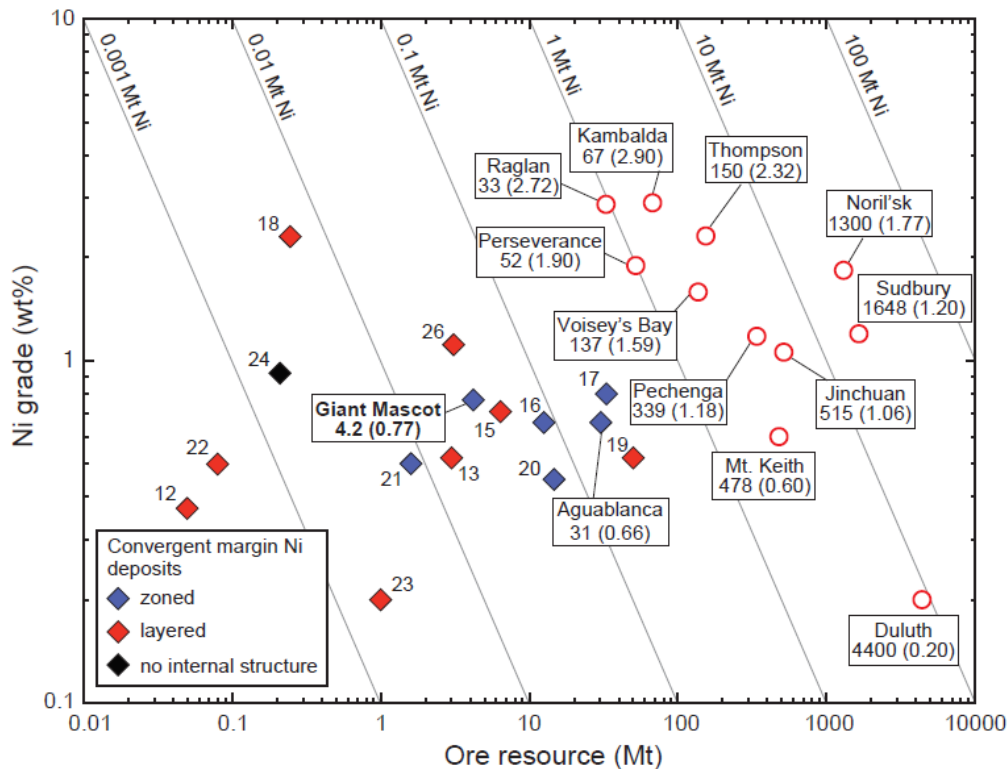 10
1
0.1
Ni grade (wt%)
0.001 Mt Ni
0.01 Mt Ni
0.1 Mt Ni
1 Mt Ni
10 Mt Ni
100 Mt Ni
Kambalda
67 (2.90)
Raglan
33 (2.72)
Thompson
150 (2.32)
Noril'sk
1300 (1.77)
Perseverance
52 (1.90)
Sudbury
1648 (1.20)
Voisey's Bay
137 (1.59)
Pechenga
339 (1.18)
Jinchuan
515 (1.06)
Mt. Keith
478 (0.60)
Duluth
4400 (0.20)
Giant Mascot
4.2 (0.77)
Aguablanca
31 (0.66)
18
26
24
17
16
15
22
21
13
20
19
12
23
Convergent margin Ni
deposits
zoned
layered
no internal structure
0.01
0.1
1
10
100
1000
10000
Ore resource (Mt)